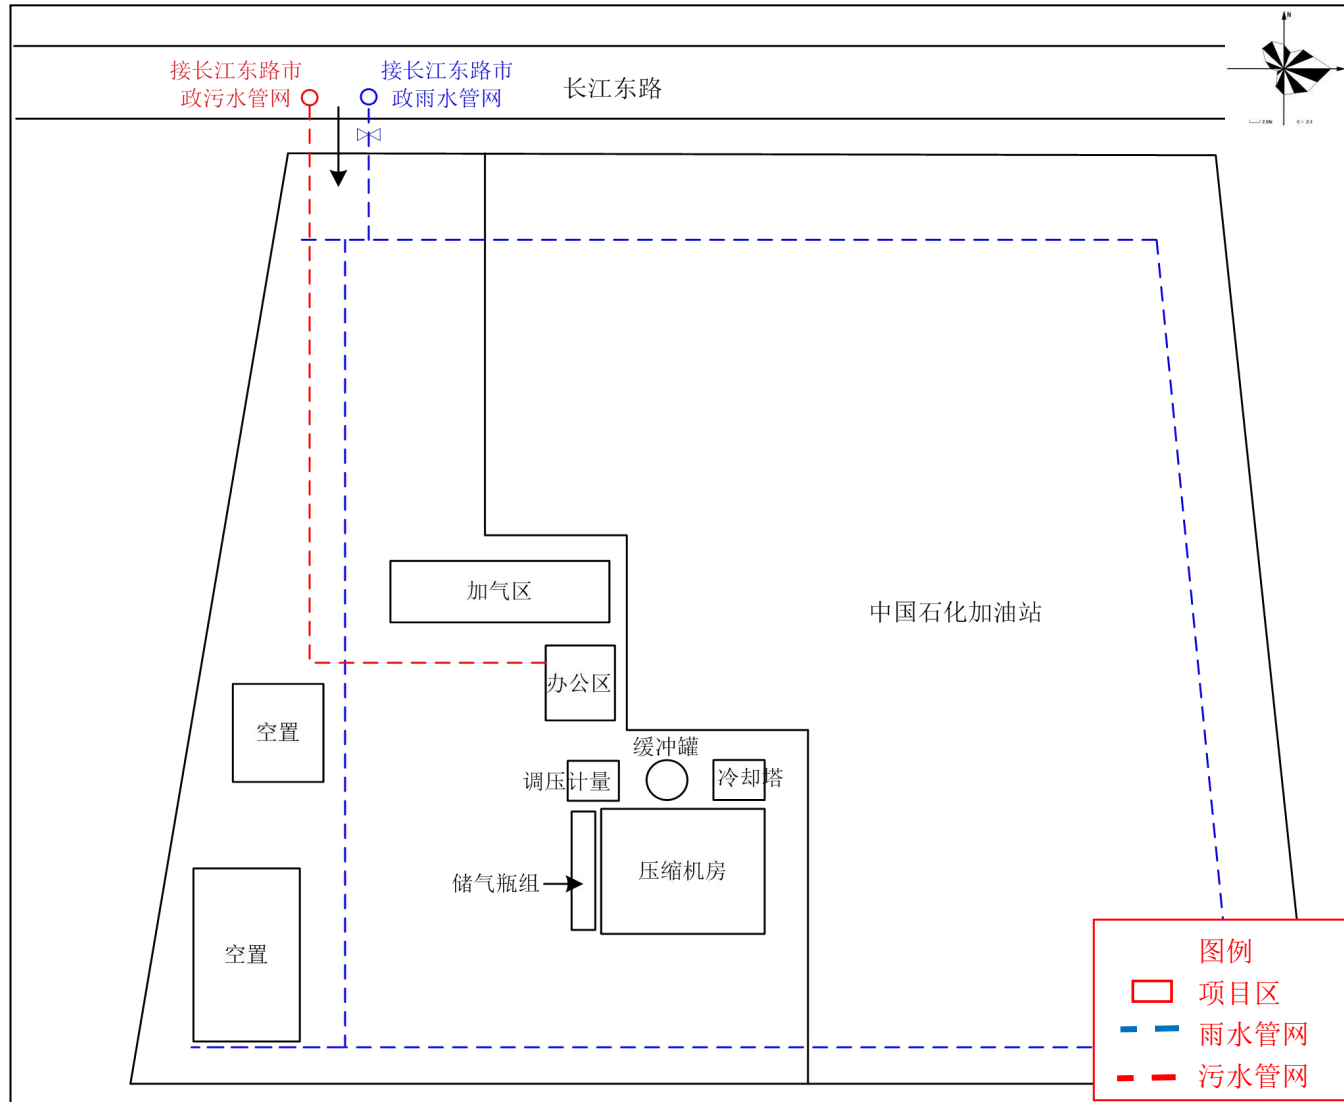 N
接长江东路市
政污水管网
接长江东路市
政雨水管网
长江东路
加气区
中国石化加油站
办公区
空置
缓冲罐
调压计量
冷却塔
储气瓶组
压缩机房
空置
图例
项目区
雨水管网
污水管网